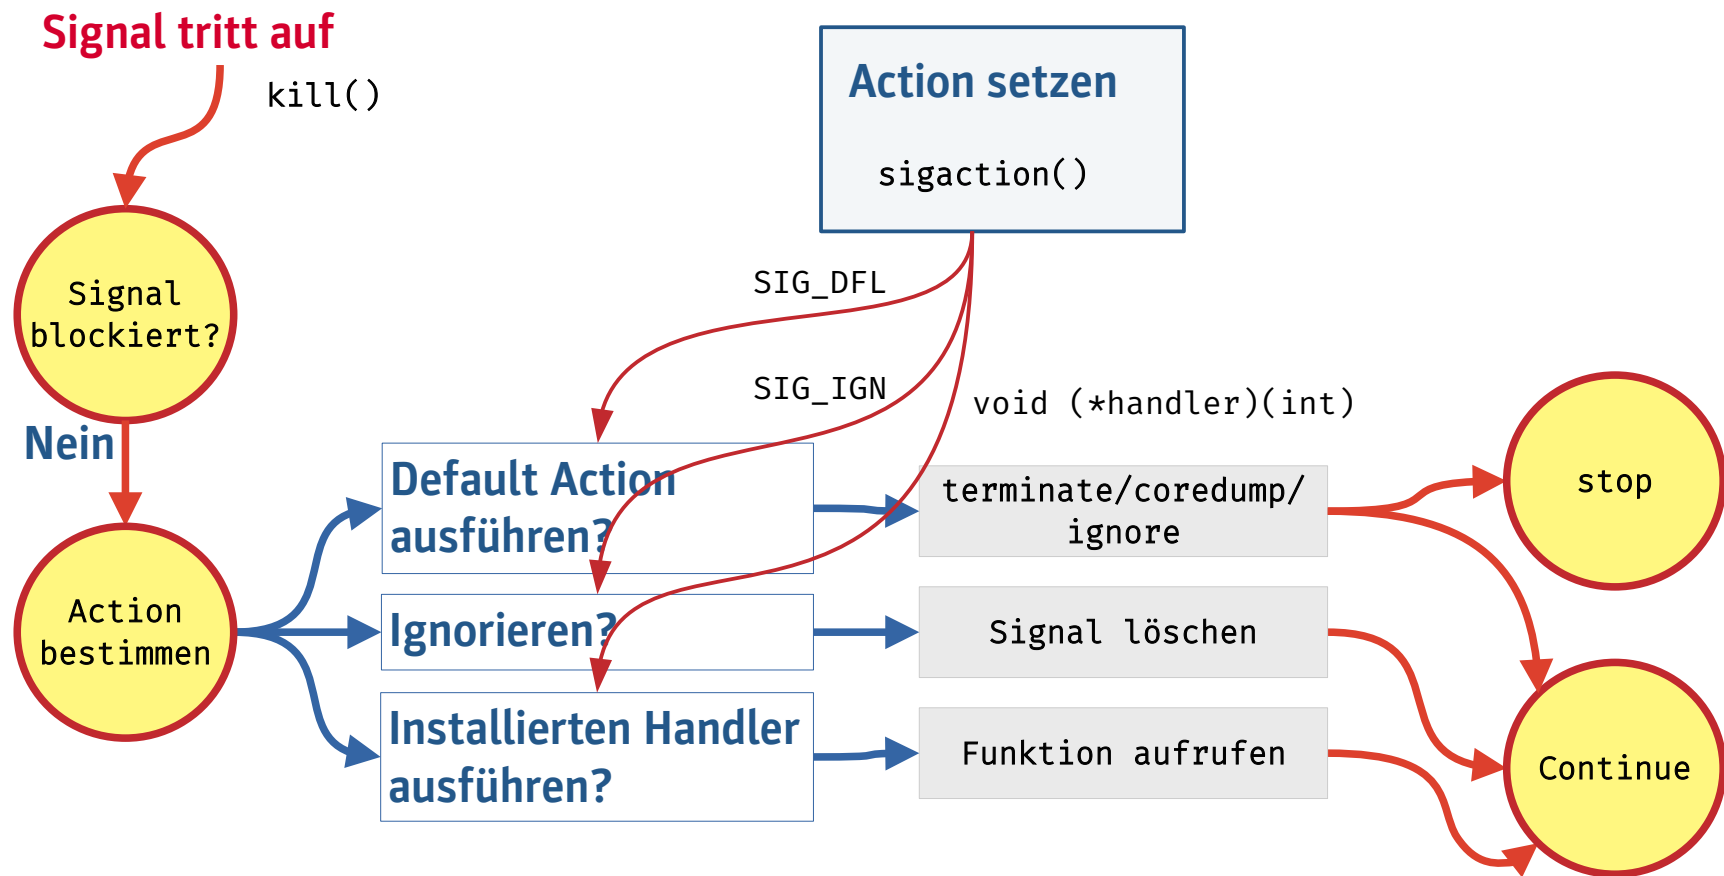 Signal tritt auf
kill()
Action setzen
sigaction()
Signal
blockiert?
SIG_DFL
SIG_IGN
void (*handler)(int)
Nein
Default Action
ausführen?
terminate/coredump/
ignore
stop
Action
bestimmen
Ignorieren?
Signal löschen
Installierten Handler
ausführen?
Funktion aufrufen
Continue